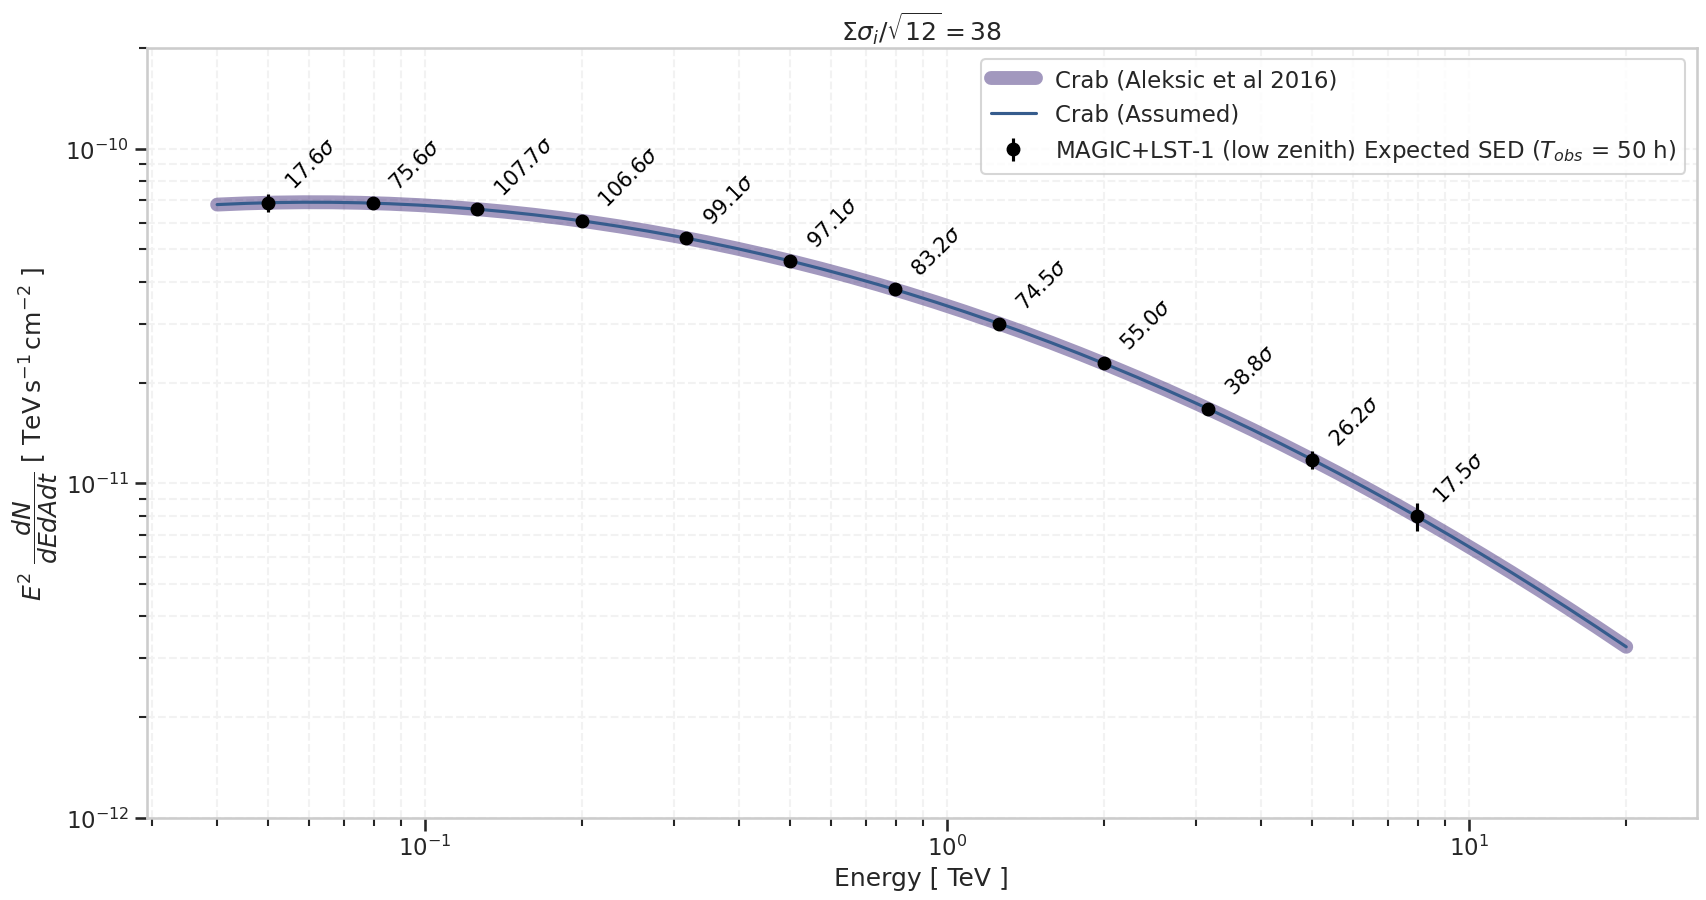 Σσᵢ/√12 = 38
Crab (Aleksic et al 2016)
Crab (Assumed)
MAGIC+LST-1 (low zenith) Expected SED (T_obs = 50 h)
17.6σ
75.6σ
107.7σ
106.6σ
99.1σ
97.1σ
83.2σ
74.5σ
55.0σ
38.8σ
26.2σ
17.5σ
E² dN/dEdAdt [ TeV s⁻¹ cm⁻² ]
10⁻¹⁰
10⁻¹¹
10⁻¹²
10⁻¹
10⁰
10¹
Energy [ TeV ]